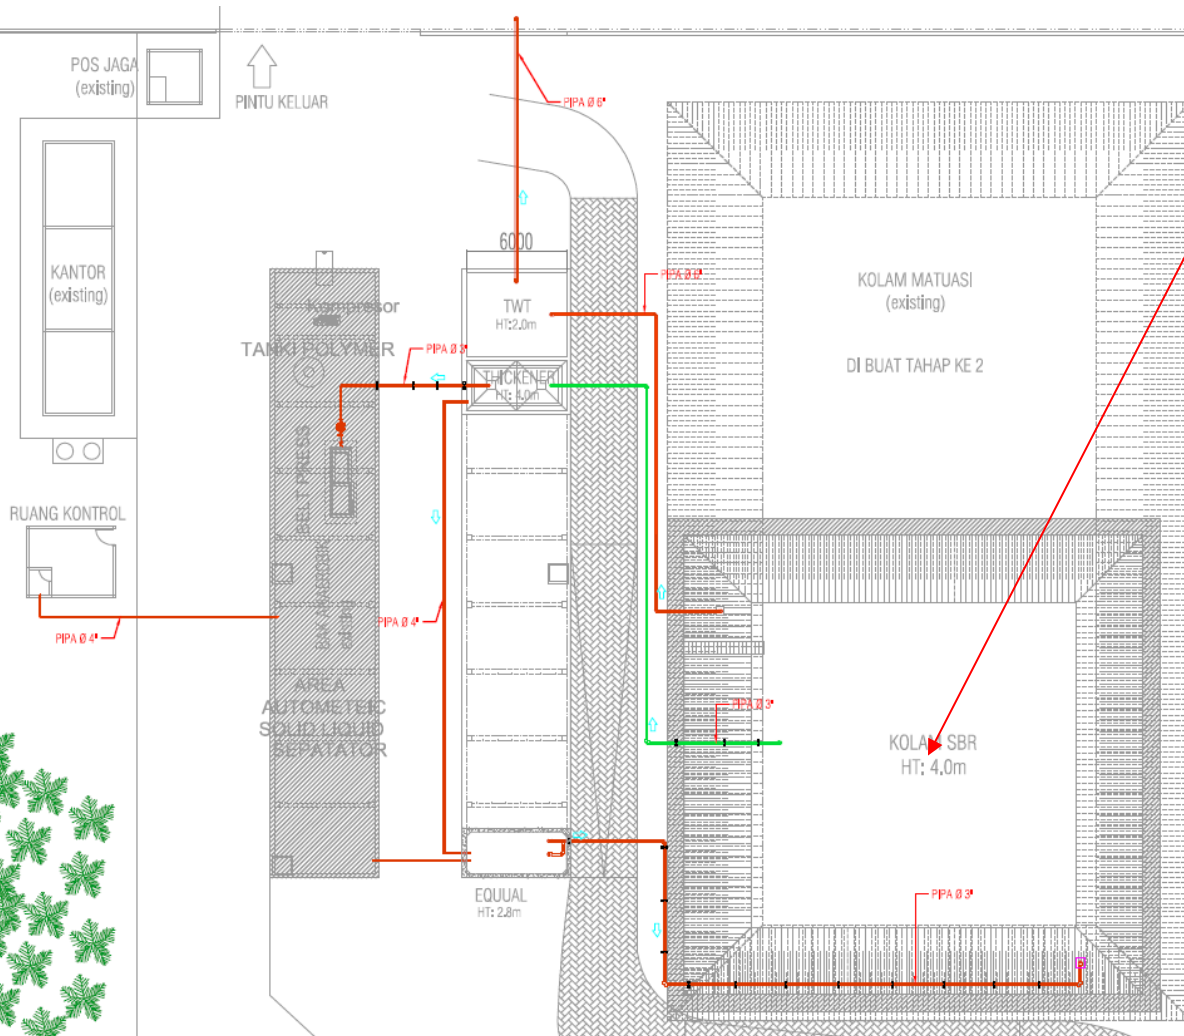 POS JAGA
(existing)
PINTU KELUAR
PIPA Ø 6"
6000
KANTOR
(existing)
Kompresor
TWT
HT:2.0m
PIPA Ø 6"
KOLAM MATUASI
(existing)
TANKI POLYMER
PIPA Ø 3"
THICKENER
HT: 4.0m
DI BUAT TAHAP KE 2
BELT PRESS
RUANG KONTROL
PIPA Ø 4"
PIPA Ø 4"
AREA
AUTOMETEIC
SOLID LIQUID
SEPATATOR
PIPA Ø 3"
KOLAM SBR
HT: 4.0m
EQUUAL
HT: 2.8m
PIPA Ø 3"